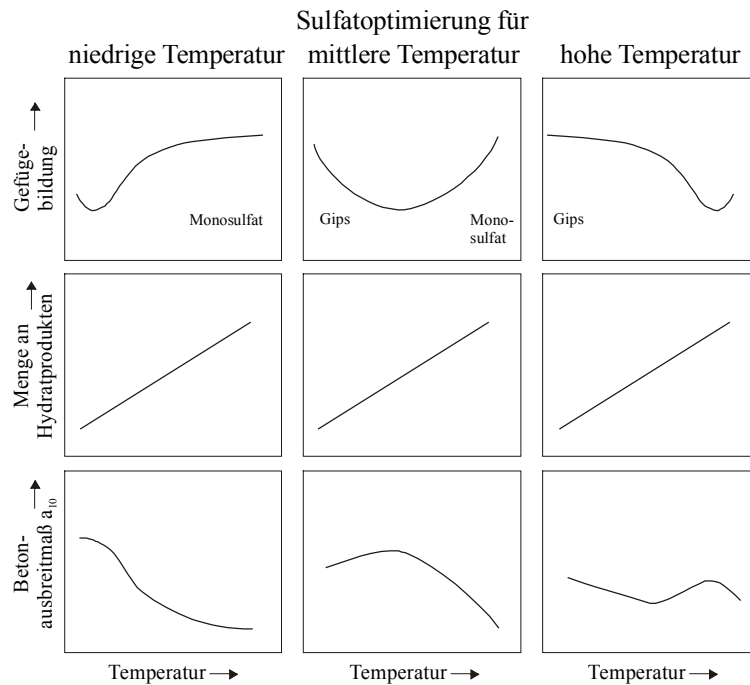 Sulfatoptimierung für
niedrige Temperatur mittlere Temperatur hohe Temperatur
Gefüge-
bildung
Monosulfat
Gips
Mono-
sulfat
Gips
Menge an
Hydratprodukten
Beton-
ausbreitmaß a10
Temperatur Temperatur Temperatur